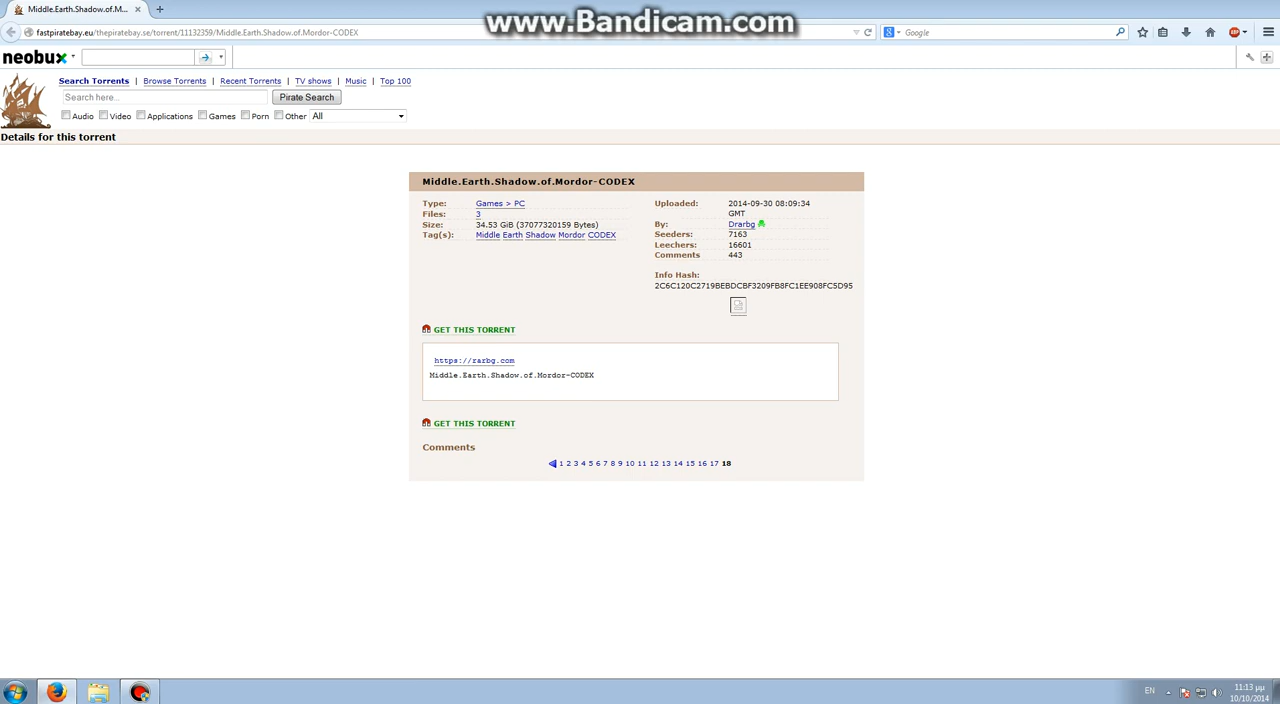 Middle.Earth.Shadow.of.M...
www.Bandicam.com
fastpiratebay.eu/thepiratebay.se/torrent/11132359/Middle.Earth.Shadow.of.Mordor-CODEX
Google
neobux
Search Torrents | Browse Torrents | Recent Torrents | TV shows | Music | Top 100
Search here...
Pirate Search
Audio Video Applications Games Porn Other All
Details for this torrent
Middle.Earth.Shadow.of.Mordor-CODEX
Type: Games > PC
Files: 3
Size: 34.53 GiB (37077320159 Bytes)
Tag(s): Middle Earth Shadow Mordor CODEX
Uploaded: 2014-09-30 08:09:34
GMT
By: Drarbg
Seeders: 7163
Leechers: 16601
Comments 443
Info Hash:
2C6C120C2719BEBDCBF3209FB8FC1EE908FC5D95
GET THIS TORRENT
https://rarbg.com
Middle.Earth.Shadow.of.Mordor-CODEX
GET THIS TORRENT
Comments
1 2 3 4 5 6 7 8 9 10 11 12 13 14 15 16 17 18
EN
11:13 μμ
10/10/2014